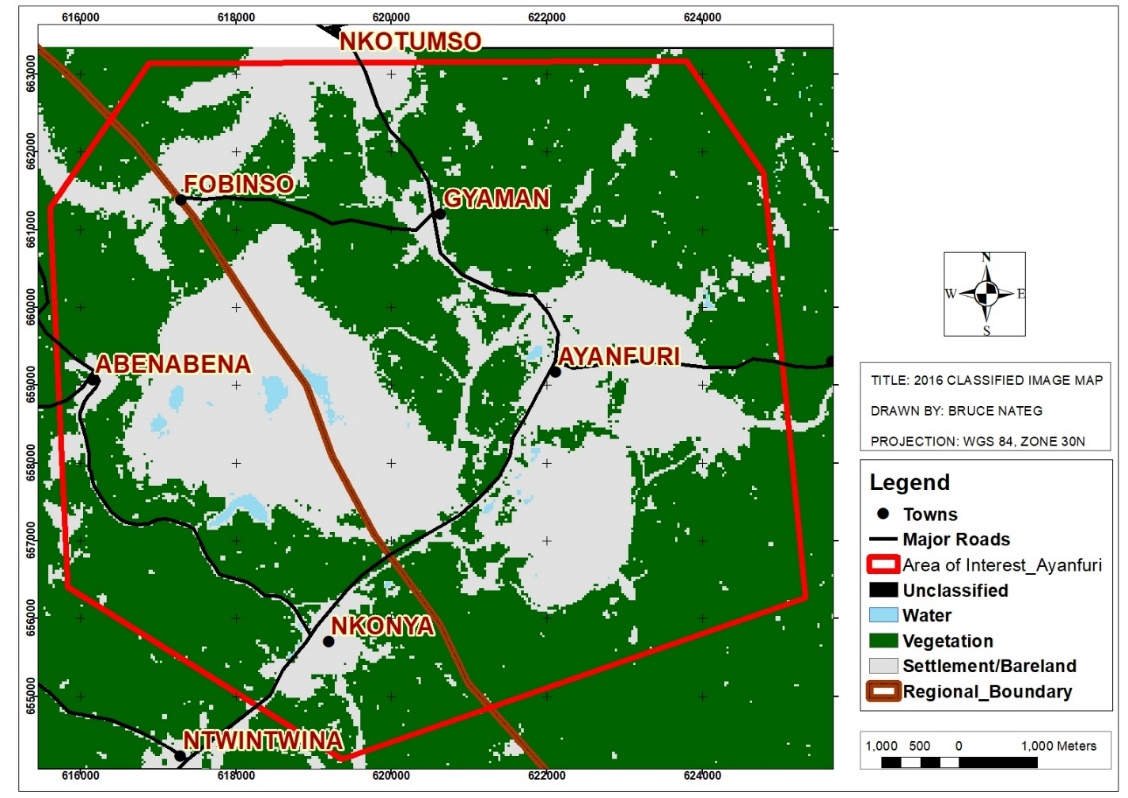 616000 618000 620000 622000 624000
NKOTUMSO
663000
662000
FOBINSO
GYAMAN
661000
660000
ABENABENA
AYANFURI
659000
658000
657000
656000
NKONYA
655000
NTWINTWINA
616000 618000 620000 622000 624000
N
W E
S
TITLE: 2016 CLASSIFIED IMAGE MAP
DRAWN BY: BRUCE NATEG
PROJECTION: WGS 84, ZONE 30N
Legend
Towns
Major Roads
Area of Interest_Ayanfuri
Unclassified
Water
Vegetation
Settlement/Bareland
Regional_Boundary
1,000 500 0 1,000 Meters